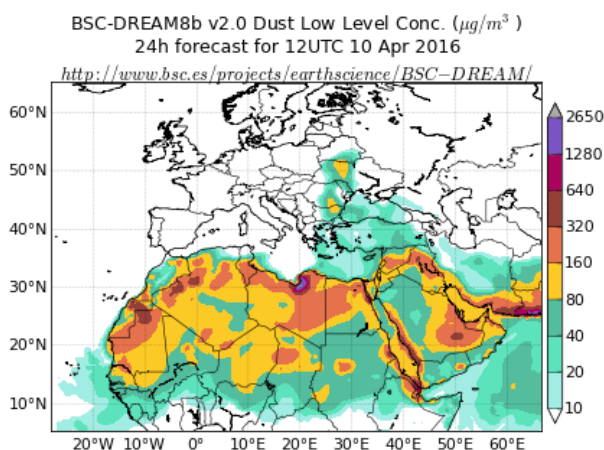 BSC-DREAM8b v2.0 Dust Low Level Conc. (μg/m³ )
24h forecast for 12UTC 10 Apr 2016
http://www.bsc.es/projects/earthscience/BSC−DREAM/
60°N
50°N
40°N
30°N
20°N
10°N
20°W 10°W 0° 10°E 20°E 30°E 40°E 50°E 60°E
2650
1280
640
320
160
80
40
20
10